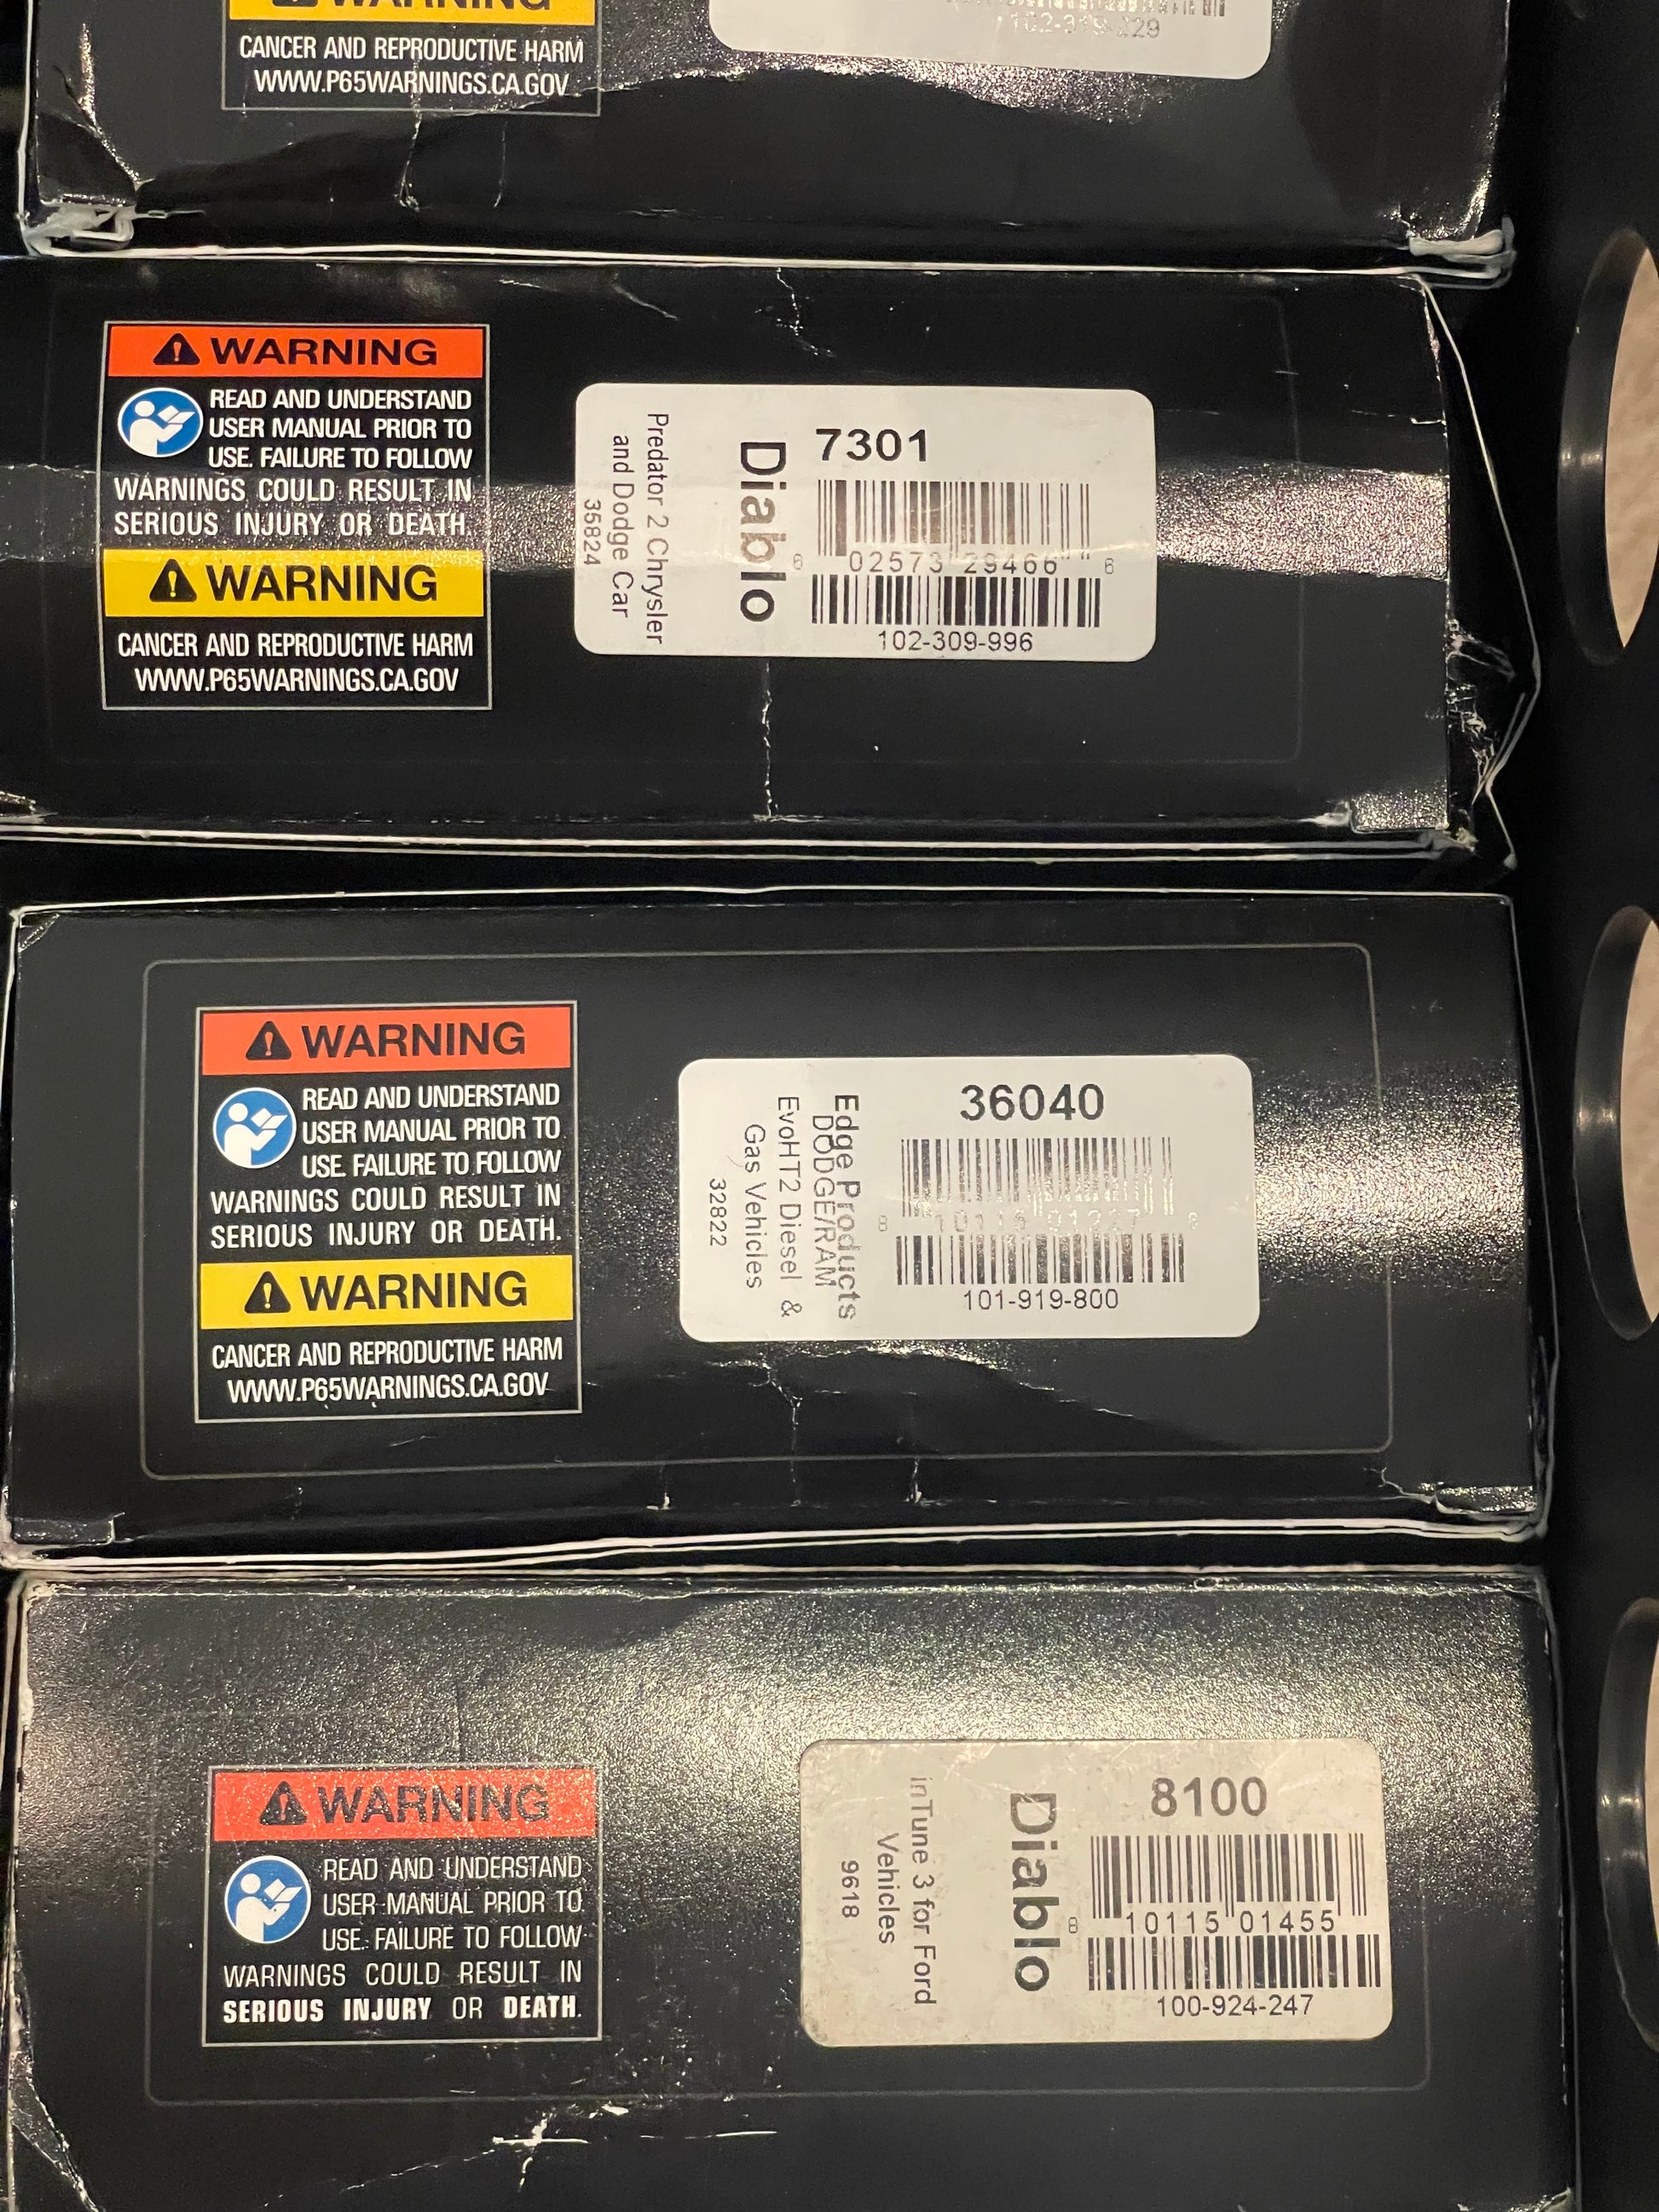 WARNING
CANCER AND REPRODUCTIVE HARM
WWW.P65WARNINGS.CA.GOV
WARNING
READ AND UNDERSTAND
USER MANUAL PRIOR TO
USE. FAILURE TO FOLLOW
WARNINGS COULD RESULT IN
SERIOUS INJURY OR DEATH.
WARNING
CANCER AND REPRODUCTIVE HARM
WWW.P65WARNINGS.CA.GOV
7301
6 02573 29466 6
102-309-996
Diablo
Predator 2 Chrysler
and Dodge Car
35824
WARNING
READ AND UNDERSTAND
USER MANUAL PRIOR TO
USE. FAILURE TO FOLLOW
WARNINGS COULD RESULT IN
SERIOUS INJURY OR DEATH.
WARNING
CANCER AND REPRODUCTIVE HARM
WWW.P65WARNINGS.CA.GOV
36040
101-919-800
Edge Products
DODGE/RAM
EvoHT2 Diesel &
Gas Vehicles
32822
WARNING
READ AND UNDERSTAND
USER MANUAL PRIOR TO
USE. FAILURE TO FOLLOW
WARNINGS COULD RESULT IN
SERIOUS INJURY OR DEATH.
8100
8 10115 01455
100-924-247
Diablo
inTune 3 for Ford
Vehicles
9618